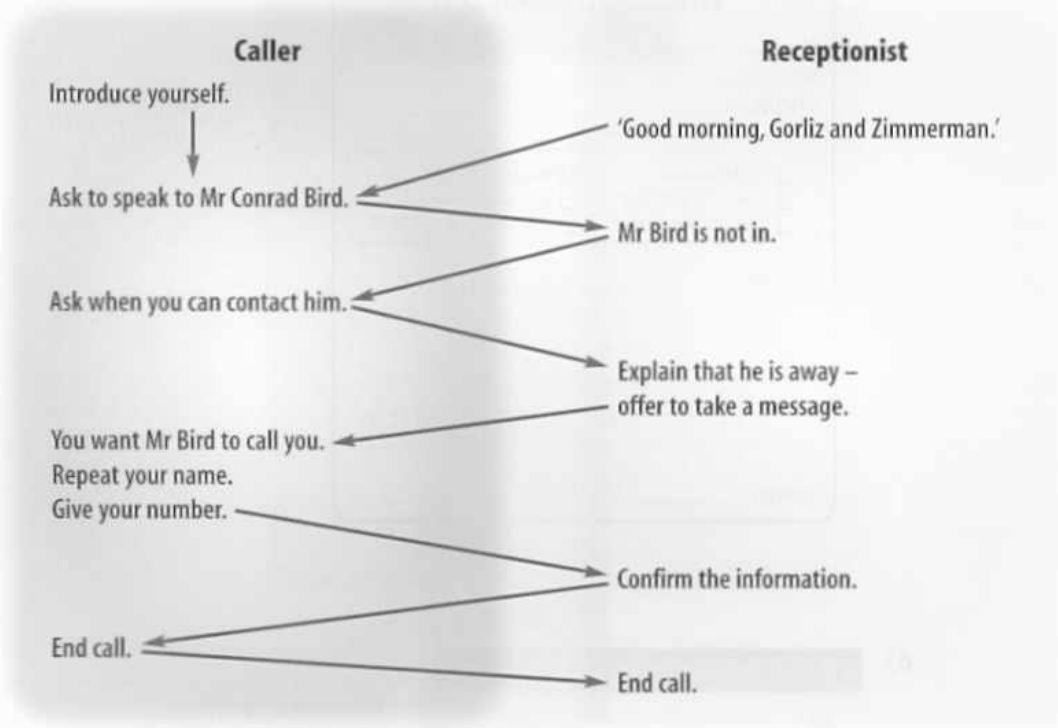 Caller
Receptionist
Introduce yourself.
'Good morning, Gorliz and Zimmerman.'
Ask to speak to Mr Conrad Bird.
Mr Bird is not in.
Ask when you can contact him.
Explain that he is away –
offer to take a message.
You want Mr Bird to call you.
Repeat your name.
Give your number.
Confirm the information.
End call.
End call.